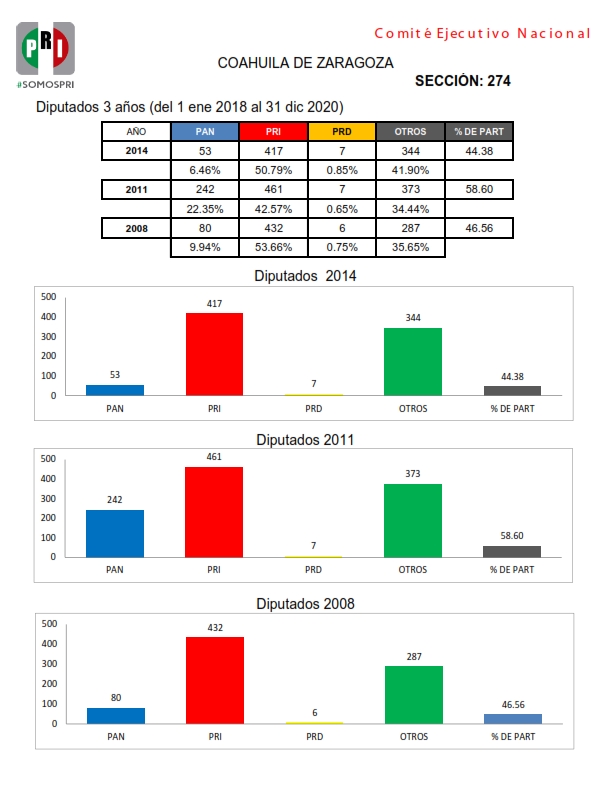 PRI
#SOMOSPRI
Comité Ejecutivo Nacional
COAHUILA DE ZARAGOZA
SECCIÓN: 274
Diputados 3 años (del 1 ene 2018 al 31 dic 2020)
AÑO PAN PRI PRD OTROS % DE PART
2014 53 417 7 344 44.38
6.46% 50.79% 0.85% 41.90%
2011 242 461 7 373 58.60
22.35% 42.57% 0.65% 34.44%
2008 80 432 6 287 46.56
9.94% 53.66% 0.75% 35.65%
Diputados 2014
500
400
300
200
100
0
53
417
7
344
44.38
PAN PRI PRD OTROS % DE PART
Diputados 2011
500
400
300
200
100
0
242
461
7
373
58.60
PAN PRI PRD OTROS % DE PART
Diputados 2008
500
400
300
200
100
0
80
432
6
287
46.56
PAN PRI PRD OTROS % DE PART